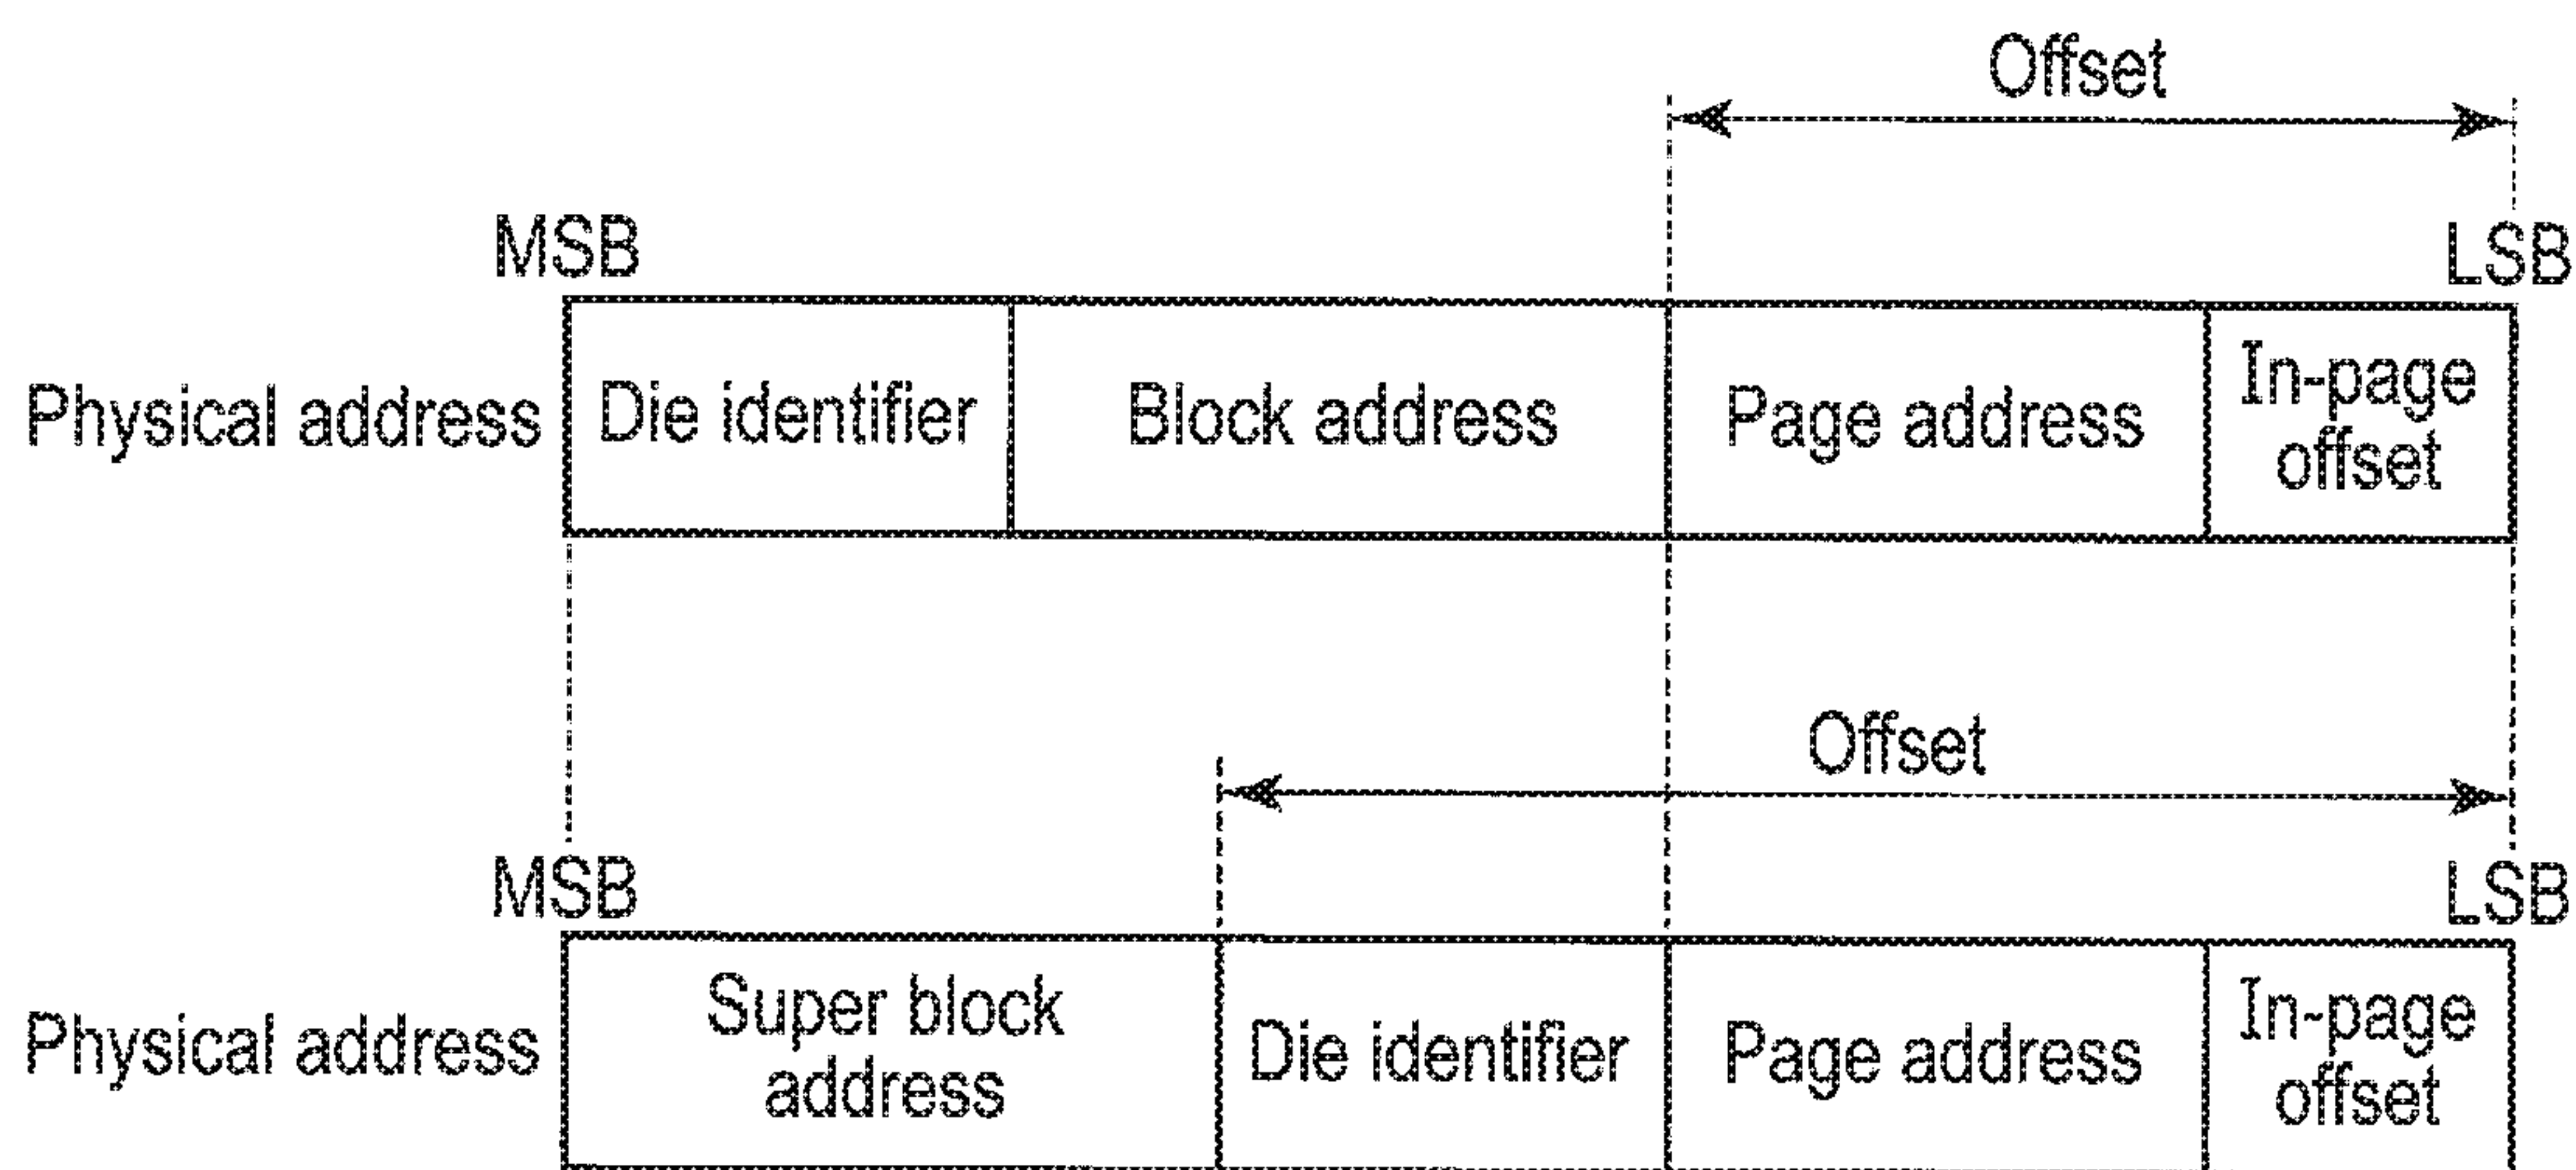 Offset
MSB
LSB
Physical address
Die identifier
Block address
Page address
In-page
offset
Offset
MSB
LSB
Physical address
Super block
address
Die identifier
Page address
In-page
offset